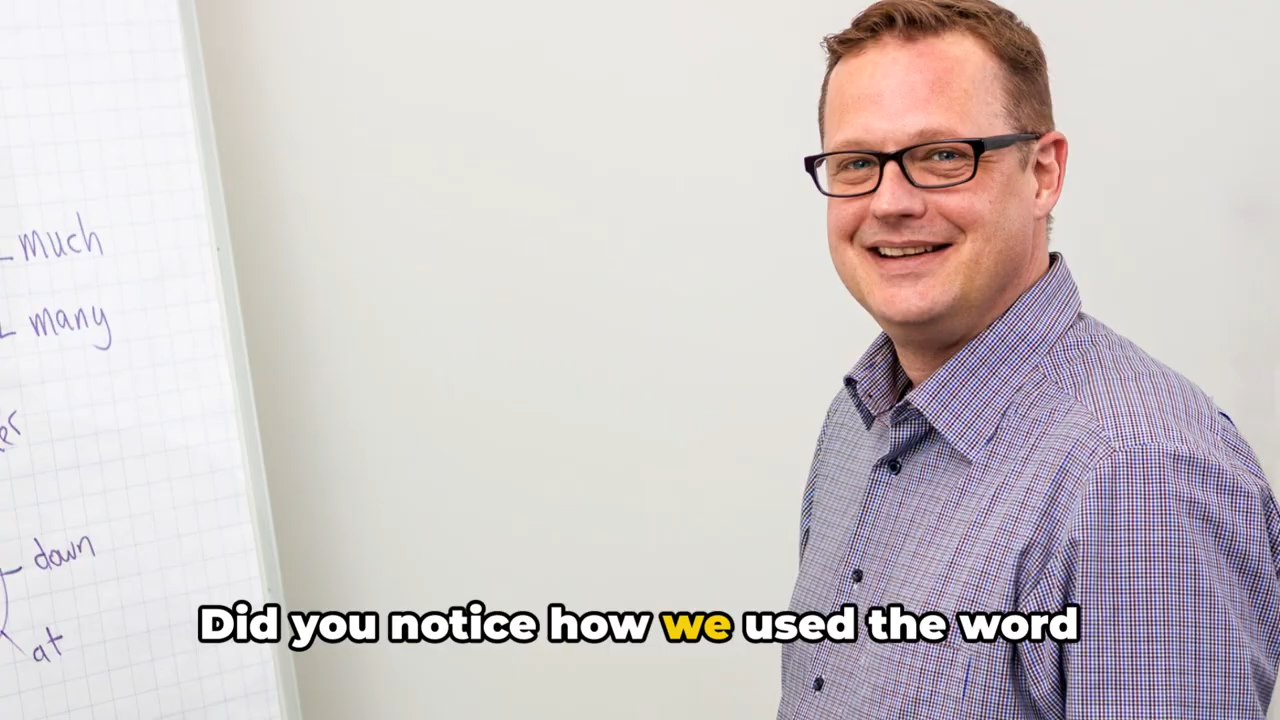 much
many
down
at
Did you notice how we used the word